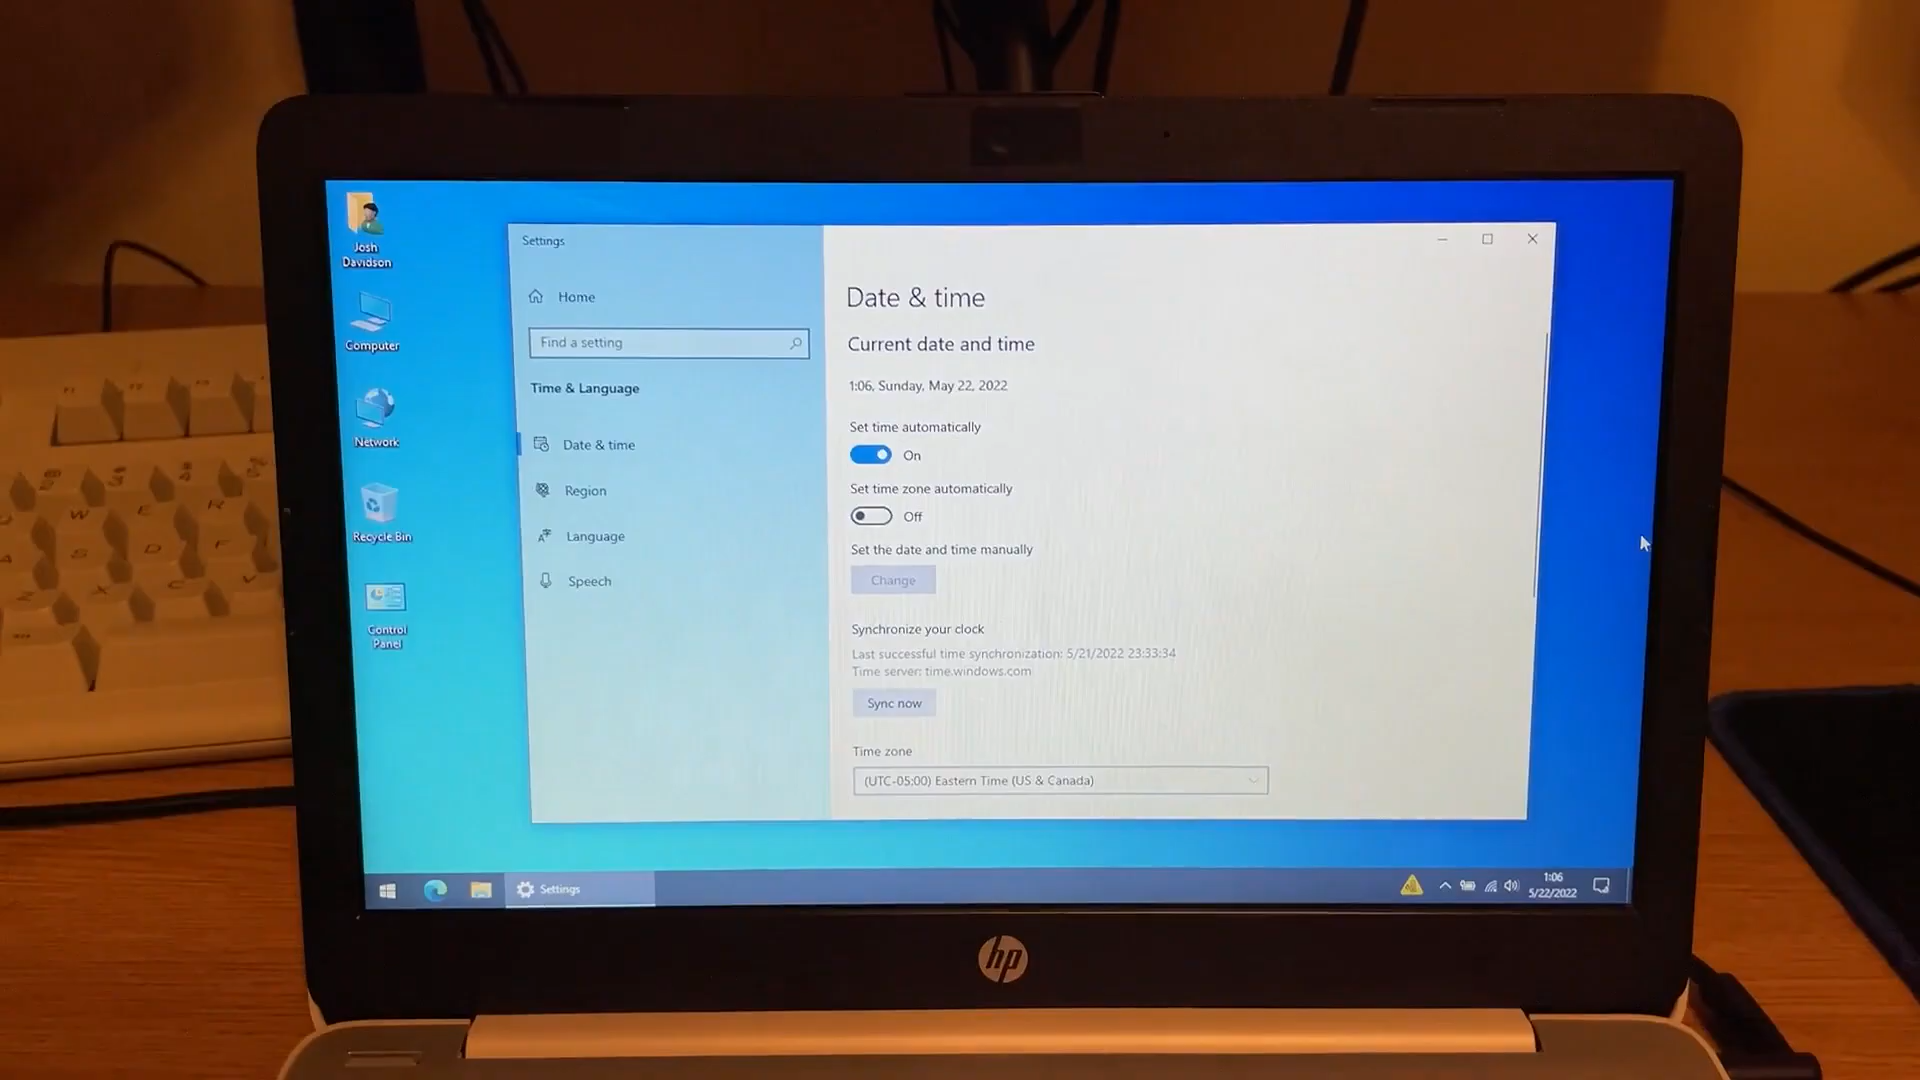 Josh
Davidson
Computer
Network
Recycle Bin
Control
Panel
Settings
Home
Find a setting
Time & Language
Date & time
Region
Language
Speech
Date & time
Current date and time
1:06, Sunday, May 22, 2022
Set time automatically
On
Set time zone automatically
Off
Set the date and time manually
Change
Synchronize your clock
Last successful time synchronization: 5/21/2022 23:33:34
Time server: time.windows.com
Sync now
Time zone
(UTC-05:00) Eastern Time (US & Canada)
Settings
1:06
5/22/2022
hp
W
E
R
A
S
D
F
Z
X
C
V